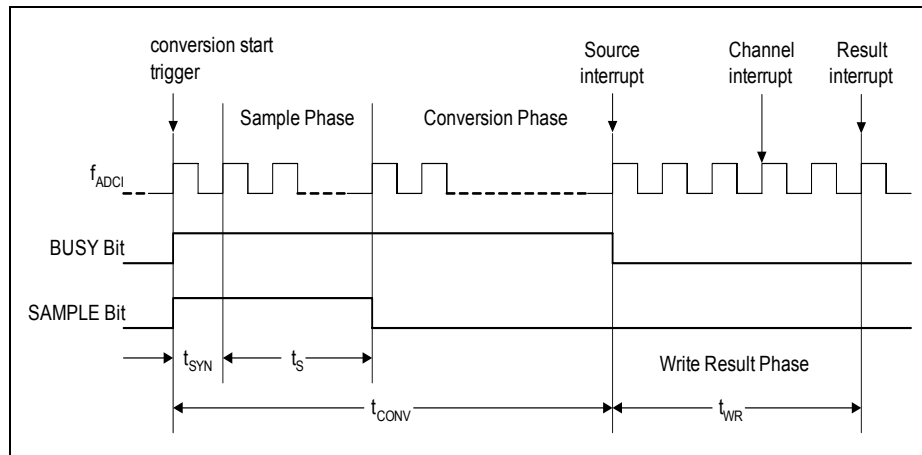 conversion start
trigger
Source
interrupt
Channel
interrupt
Result
interrupt
Sample Phase
Conversion Phase
fADCI
BUSY Bit
SAMPLE Bit
tSYN
tS
Write Result Phase
tCONV
tWR